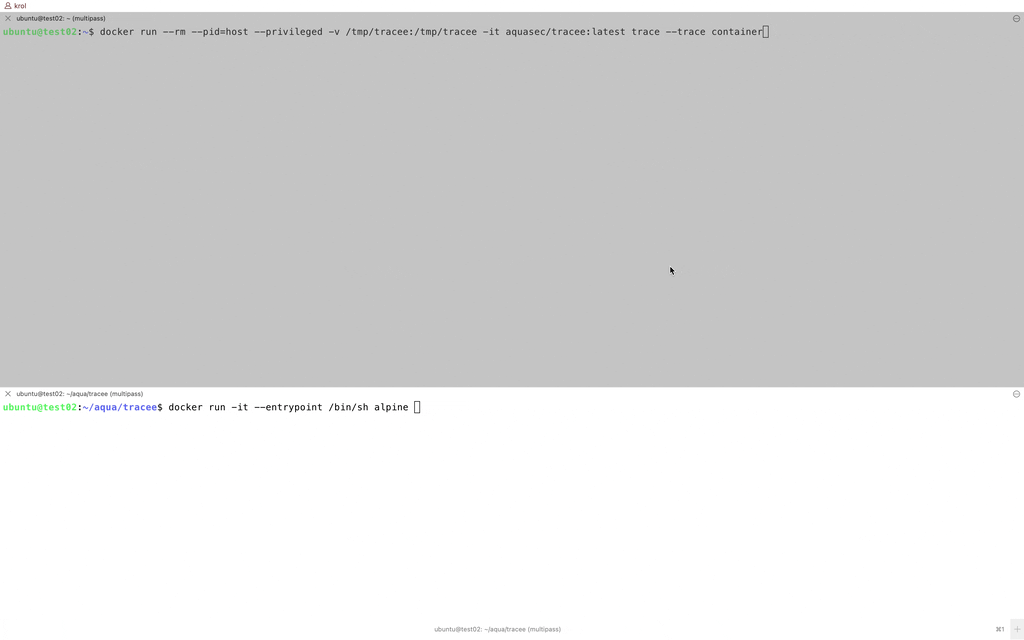 krol
ubuntu@test02: ~ (multipass)
ubuntu@test02:~$ docker run --rm --pid=host --privileged -v /tmp/tracee:/tmp/tracee -it aquasec/tracee:latest trace --trace container
ubuntu@test02: ~/aqua/tracee (multipass)
ubuntu@test02:~/aqua/tracee$ docker run -it --entrypoint /bin/sh alpine
ubuntu@test02: ~/aqua/tracee (multipass) ⌘1 +